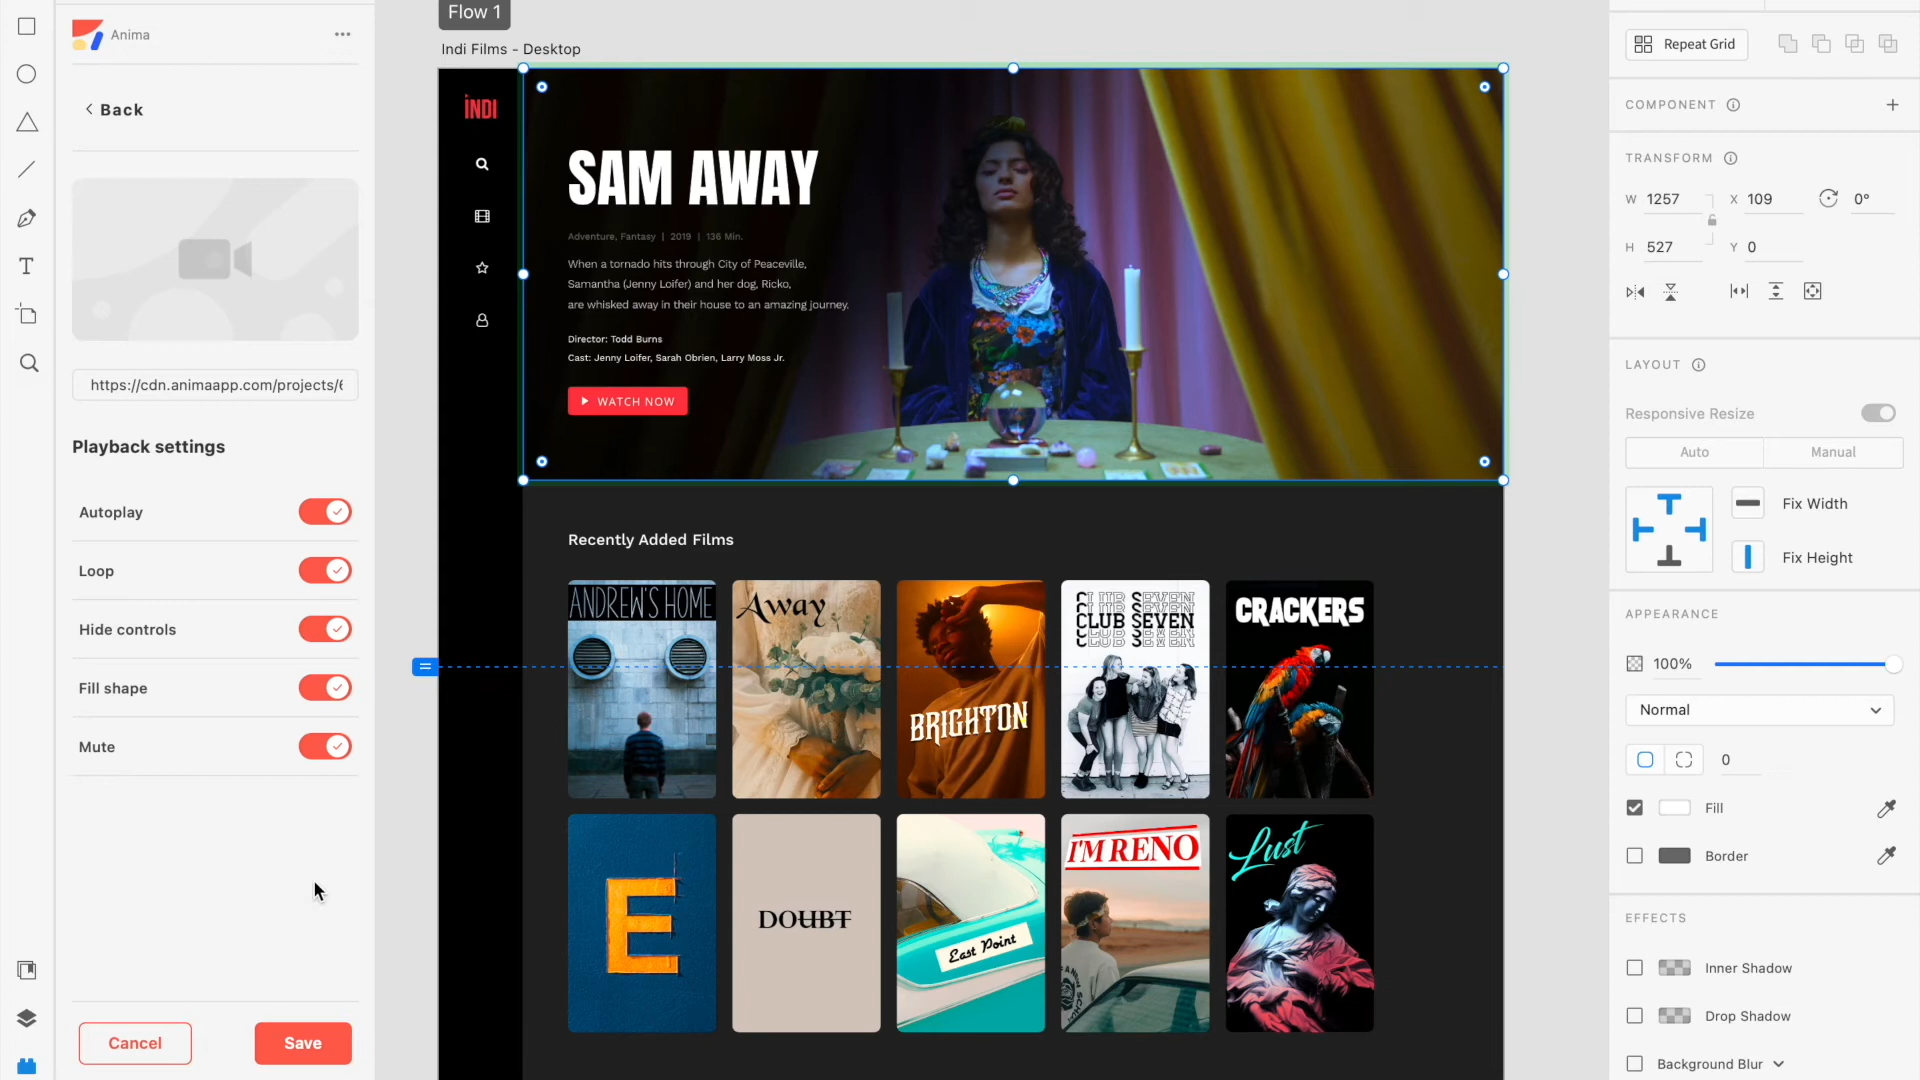 Flow 1
Indi Films - Desktop
Anima
Back
https://cdn.animaapp.com/projects/6
Playback settings
Autoplay
Loop
Hide controls
Fill shape
Mute
Cancel
Save
INDI
SAM AWAY
Adventure, Fantasy | 2019 | 136 Min.
When a tornado hits through City of Peaceville,
Samantha (Jenny Loifer) and her dog, Ricko,
are whisked away in their house to an amazing journey.
Director: Todd Burns
Cast: Jenny Loifer, Sarah Obrien, Larry Moss Jr.
WATCH NOW
Recently Added Films
ANDREW'S HOME
Away
BRIGHTON
CLUB SEVEN
CLUB SEVEN
CLUB SEVEN
CRACKERS
E
DOUBT
East Point
I'M RENO
Lust
Repeat Grid
COMPONENT
TRANSFORM
W 1257 X 109 0°
H 527 Y 0
LAYOUT
Responsive Resize
Auto Manual
Fix Width
Fix Height
APPEARANCE
100%
Normal
0
Fill
Border
EFFECTS
Inner Shadow
Drop Shadow
Background Blur